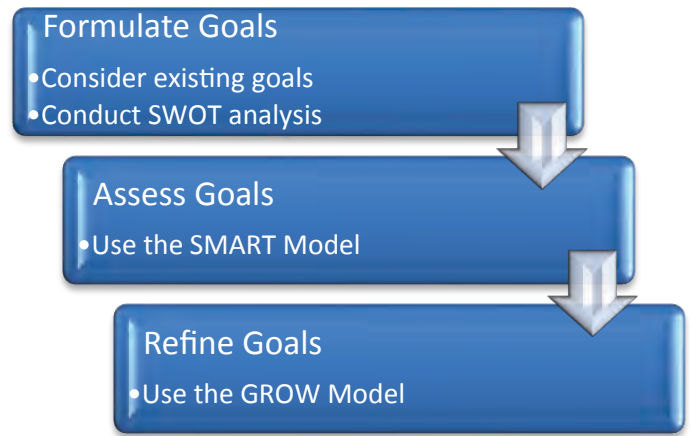 Formulate Goals
•Consider existing goals
•Conduct SWOT analysis
Assess Goals
•Use the SMART Model
Refine Goals
•Use the GROW Model